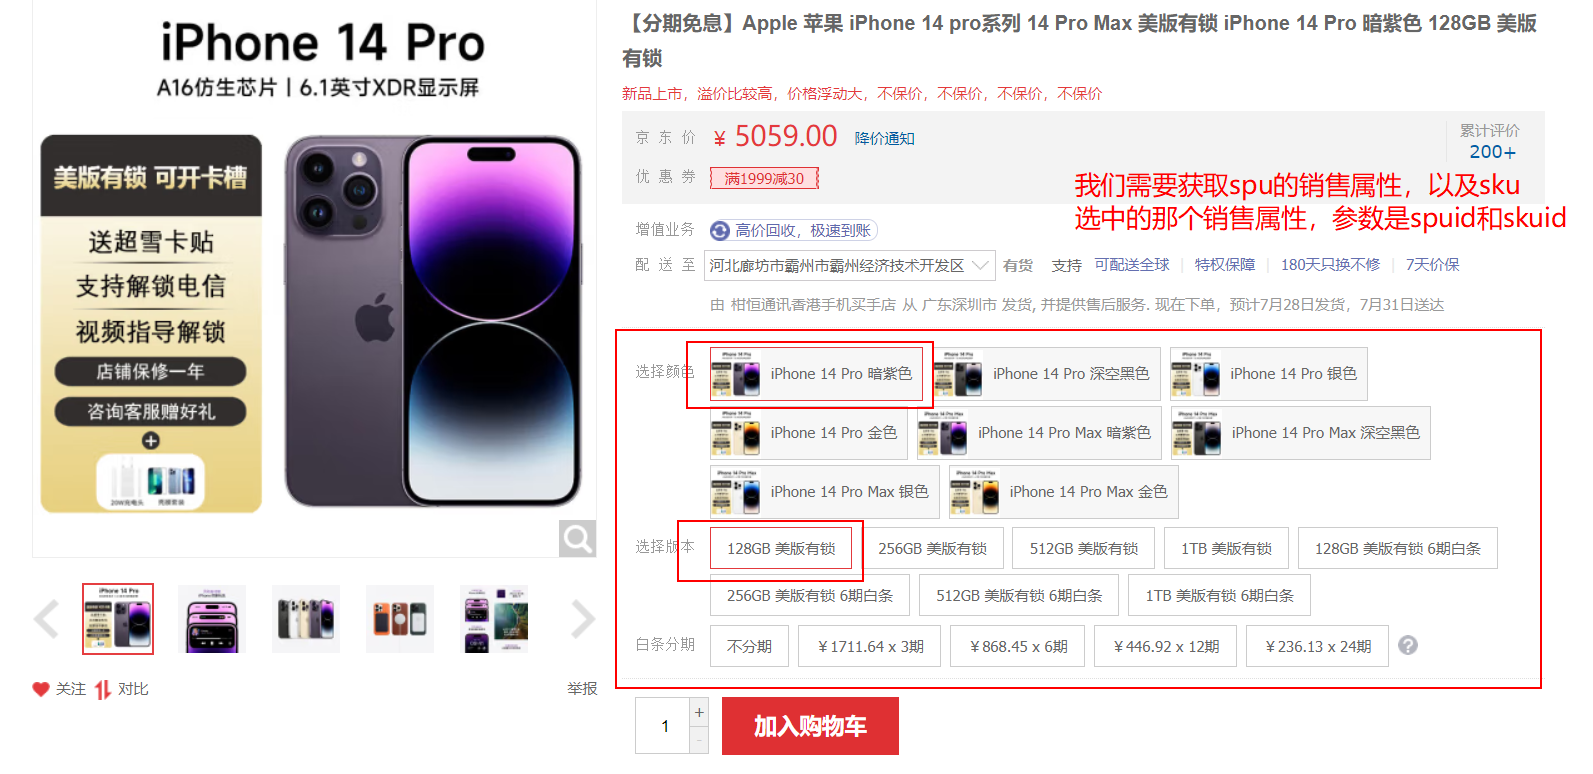 iPhone 14 Pro
A16仿生芯片 | 6.1英寸XDR显示屏
美版有锁 可开卡槽
送超雪卡贴
支持解锁电信
视频指导解锁
店铺保修一年
咨询客服赠好礼
+
20W充电头
关注 对比
举报
【分期免息】Apple 苹果 iPhone 14 pro系列 14 Pro Max 美版有锁 iPhone 14 Pro 暗紫色 128GB 美版
有锁
新品上市，溢价比较高，价格浮动大，不保价，不保价，不保价，不保价
京 东 价 ￥ 5059.00 降价通知
累计评价
200+
优 惠 券 满1999减30
我们需要获取spu的销售属性，以及sku
选中的那个销售属性，参数是spuid和skuid
增值业务 高价回收，极速到账
配 送 至 河北廊坊市霸州市霸州经济技术开发区 有货 支持 可配送全球 特权保障 180天只换不修 7天价保
由 柑恒通讯香港手机买手店 从 广东深圳市 发货, 并提供售后服务. 现在下单，预计7月28日发货，7月31日送达
选择颜色 iPhone 14 Pro 暗紫色 iPhone 14 Pro 深空黑色 iPhone 14 Pro 银色
iPhone 14 Pro 金色 iPhone 14 Pro Max 暗紫色 iPhone 14 Pro Max 深空黑色
iPhone 14 Pro Max 银色 iPhone 14 Pro Max 金色
选择版本 128GB 美版有锁 256GB 美版有锁 512GB 美版有锁 1TB 美版有锁 128GB 美版有锁 6期白条
256GB 美版有锁 6期白条 512GB 美版有锁 6期白条 1TB 美版有锁 6期白条
白条分期 不分期 ￥1711.64 x 3期 ￥868.45 x 6期 ￥446.92 x 12期 ￥236.13 x 24期 ?
1 + -
加入购物车